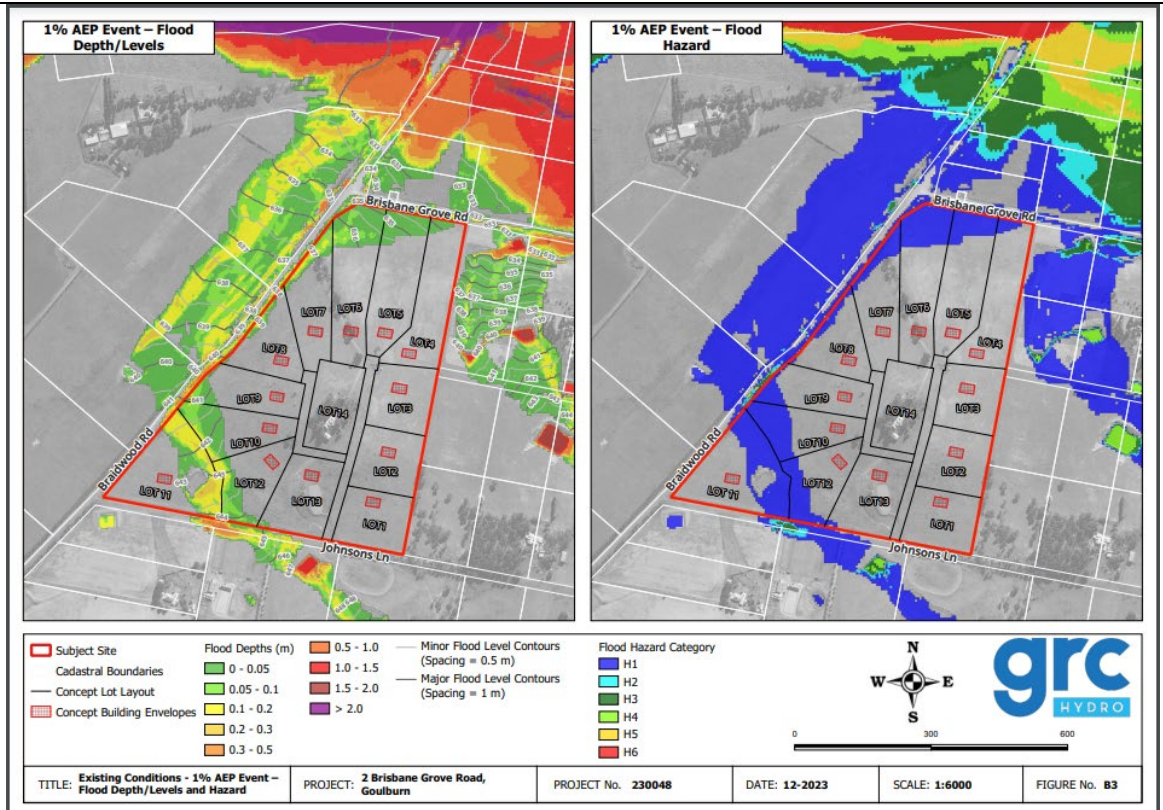 1% AEP Event – Flood
Depth/Levels
1% AEP Event – Flood
Hazard
Brisbane Grove Rd
Braidwood Rd
Johnsons Ln
LOT7
LOT6
LOT5
LOT4
LOT8
LOT9
LOT14
LOT3
LOT10
LOT2
LOT 11
LOT12
LOT13
LOT1
Brisbane Grove Rd
Braidwood Rd
Johnsons Ln
LOT7
LOT6
LOT5
LOT4
LOT8
LOT9
LOT14
LOT3
LOT10
LOT2
LOT 11
LOT12
LOT13
LOT1
Subject Site
Cadastral Boundaries
Concept Lot Layout
Concept Building Envelopes
Flood Depths (m)
0 - 0.05
0.05 - 0.1
0.1 - 0.2
0.2 - 0.3
0.3 - 0.5
0.5 - 1.0
1.0 - 1.5
1.5 - 2.0
> 2.0
Minor Flood Level Contours
(Spacing = 0.5 m)
Major Flood Level Contours
(Spacing = 1 m)
Flood Hazard Category
H1
H2
H3
H4
H5
H6
N
W E
S
0 300 600
grc
HYDRO
TITLE: Existing Conditions - 1% AEP Event –
Flood Depth/Levels and Hazard
PROJECT: 2 Brisbane Grove Road,
Goulburn
PROJECT No. 230048
DATE: 12-2023
SCALE: 1:6000
FIGURE No. B3